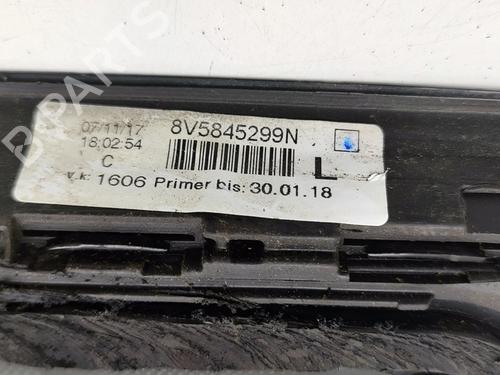 07/11/17 8V5845299N
18:02:54
C L
v.k: 1606 Primer bis: 30.01.18
B-PARTS